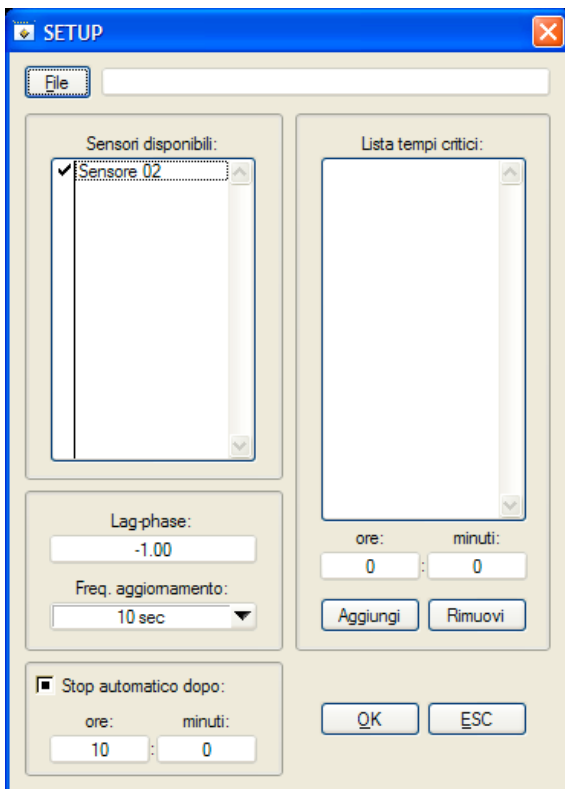 SETUP
File
Sensori disponibili:
Sensore 02
Lista tempi critici:
Lag-phase:
-1.00
Freq. aggiornamento:
10 sec
ore: minuti:
0 : 0
Aggiungi Rimuovi
Stop automatico dopo:
ore: minuti:
10 : 0
OK ESC